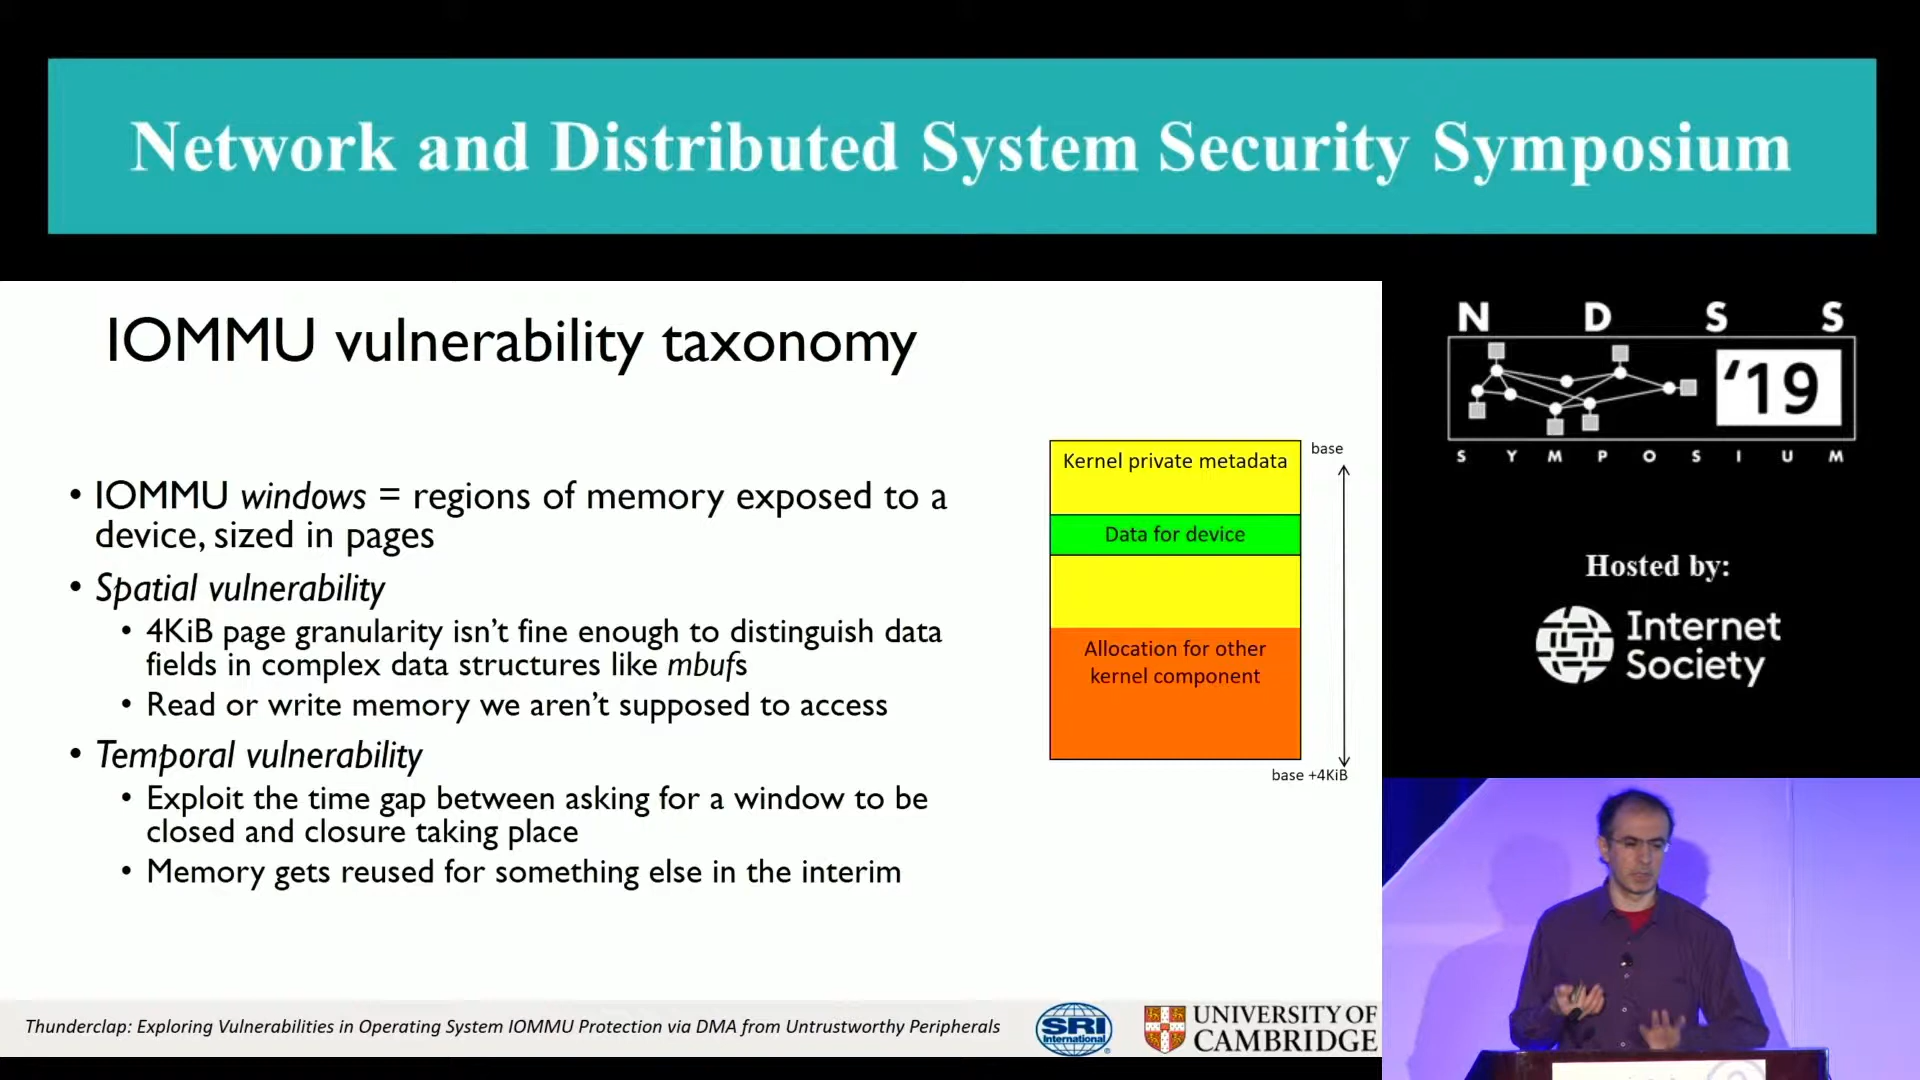 Network and Distributed System Security Symposium
IOMMU vulnerability taxonomy
• IOMMU windows = regions of memory exposed to a
device, sized in pages
• Spatial vulnerability
• 4KiB page granularity isn't fine enough to distinguish data
fields in complex data structures like mbufs
• Read or write memory we aren't supposed to access
• Temporal vulnerability
• Exploit the time gap between asking for a window to be
closed and closure taking place
• Memory gets reused for something else in the interim
Kernel private metadata
Data for device
Allocation for other
kernel component
base
base +4KiB
Thunderclap: Exploring Vulnerabilities in Operating System IOMMU Protection via DMA from Untrustworthy Peripherals
SRI
International
UNIVERSITY OF
CAMBRIDGE
N D S S
'19
S Y M P O S I U M
Hosted by:
Internet
Society